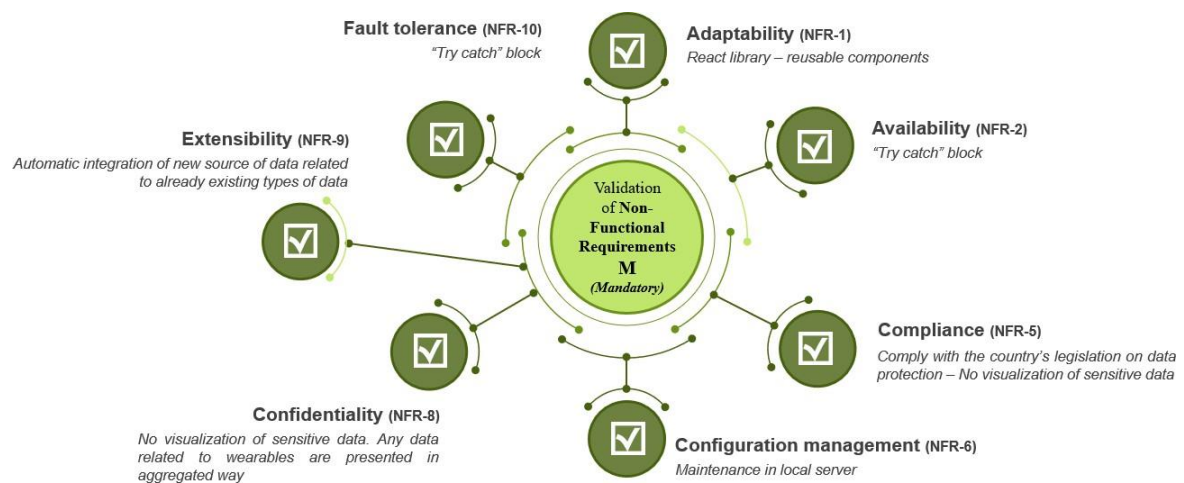 Fault tolerance (NFR-10)
“Try catch” block
Adaptability (NFR-1)
React library – reusable components
Extensibility (NFR-9)
Automatic integration of new source of data related
to already existing types of data
Availability (NFR-2)
“Try catch” block
Validation
of Non-
Functional
Requirements
M
(Mandatory)
Compliance (NFR-5)
Comply with the country’s legislation on data
protection – No visualization of sensitive data
Confidentiality (NFR-8)
No visualization of sensitive data. Any data
related to wearables are presented in
aggregated way
Configuration management (NFR-6)
Maintenance in local server